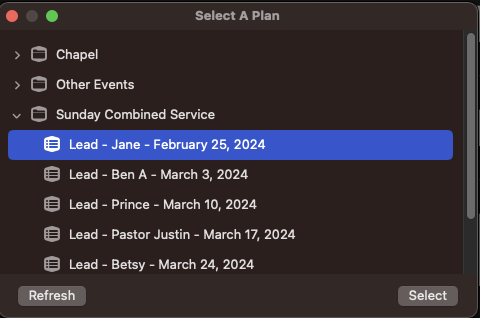 Select A Plan
Chapel
Other Events
Sunday Combined Service
Lead - Jane - February 25, 2024
Lead - Ben A - March 3, 2024
Lead - Prince - March 10, 2024
Lead - Pastor Justin - March 17, 2024
Lead - Betsy - March 24, 2024
Refresh Select